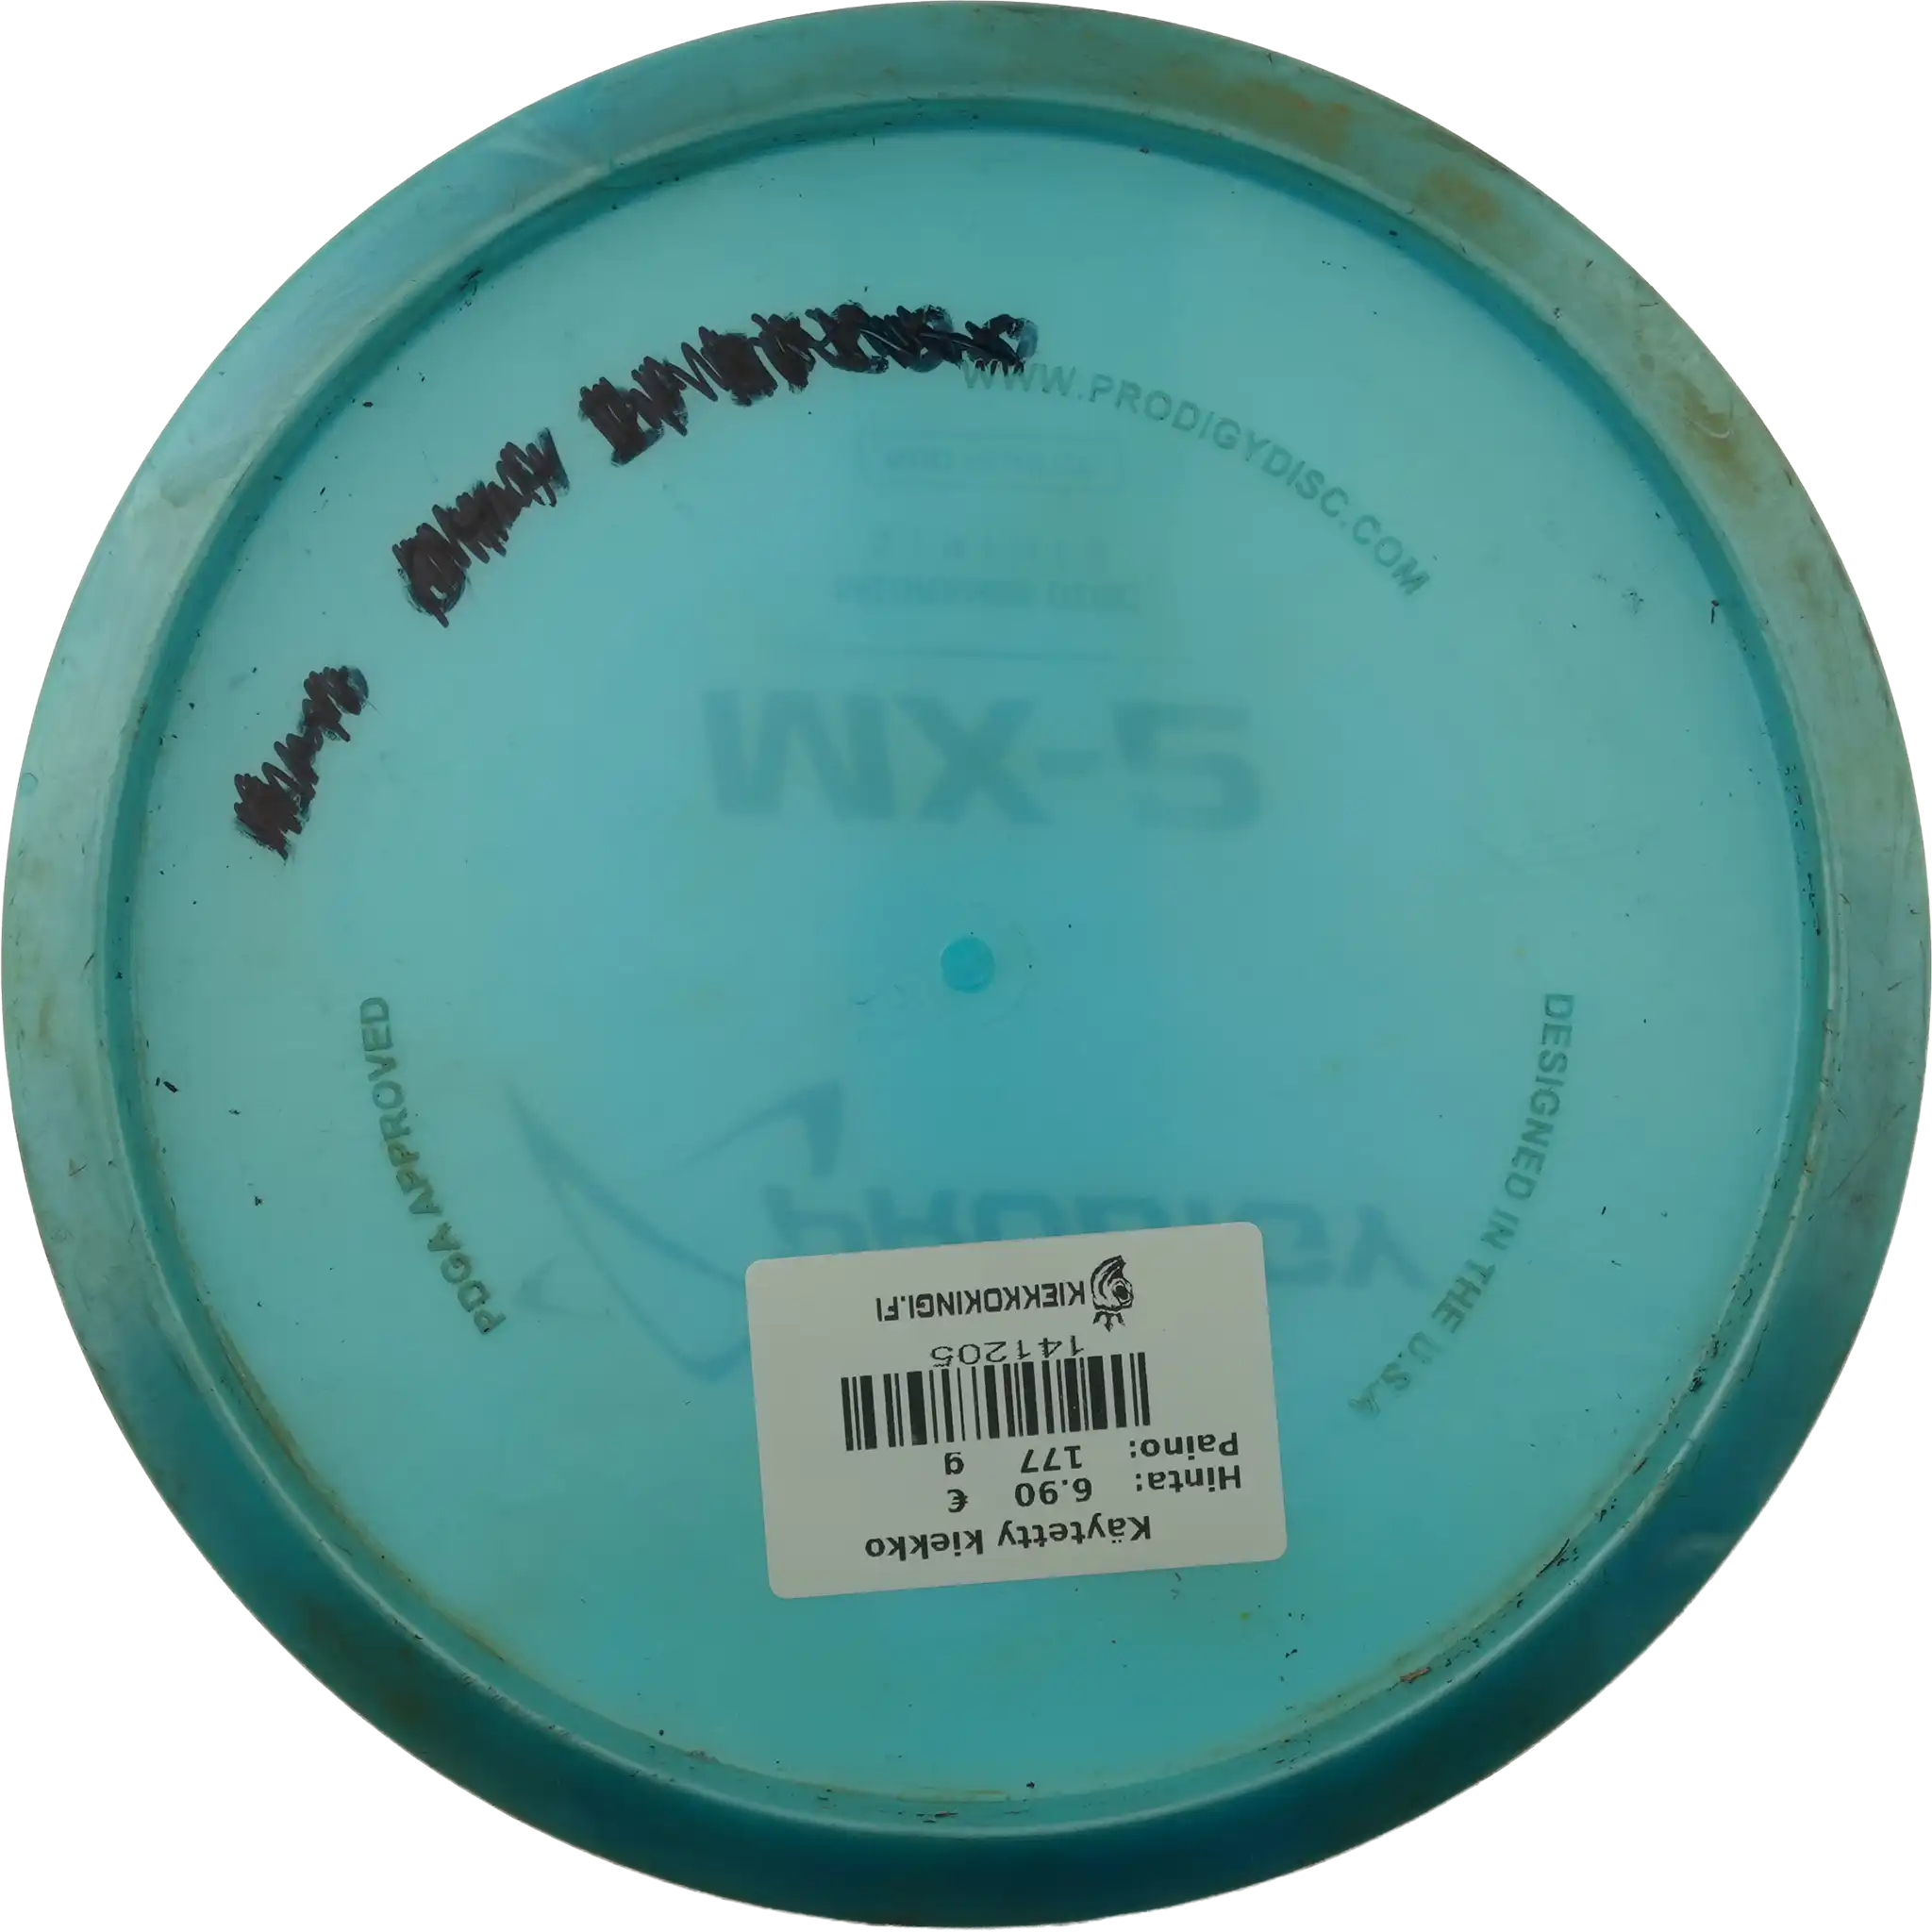 WWW.PRODIGYDISC.COM
MX-5
PDGA APPROVED
DESIGNED IN THE U.S.A
PRODIGY
Käytetty kiekko
Hinta: 6.90 €
Paino: 177 g
141205
KIEKKOKINGI.FI